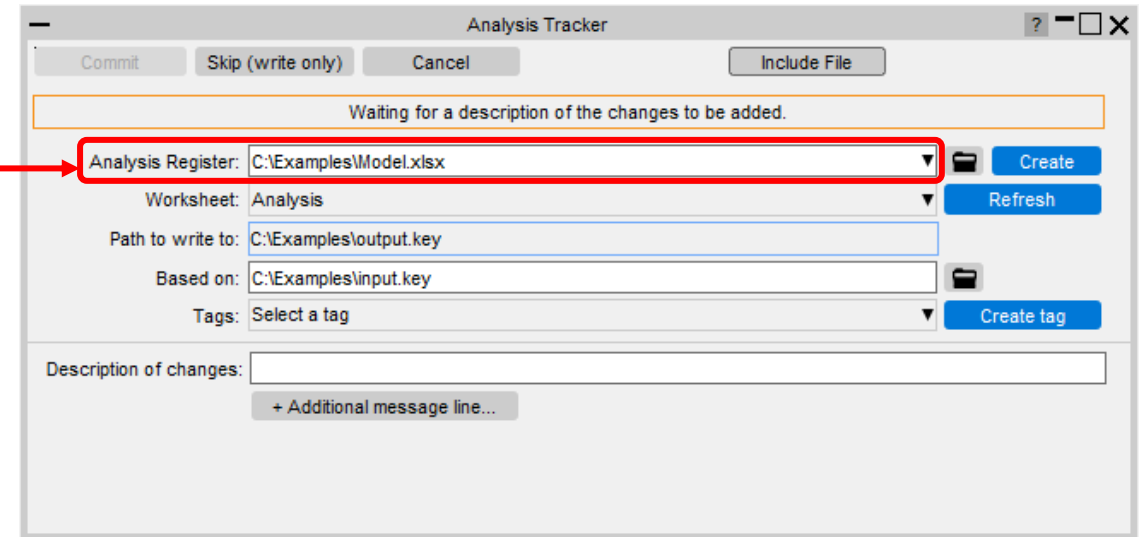 Analysis Tracker ?
Commit Skip (write only) Cancel Include File
Waiting for a description of the changes to be added.
Analysis Register: C:\Examples\Model.xlsx Create
Worksheet: Analysis Refresh
Path to write to: C:\Examples\output.key
Based on: C:\Examples\input.key
Tags: Select a tag Create tag
Description of changes:
+ Additional message line...